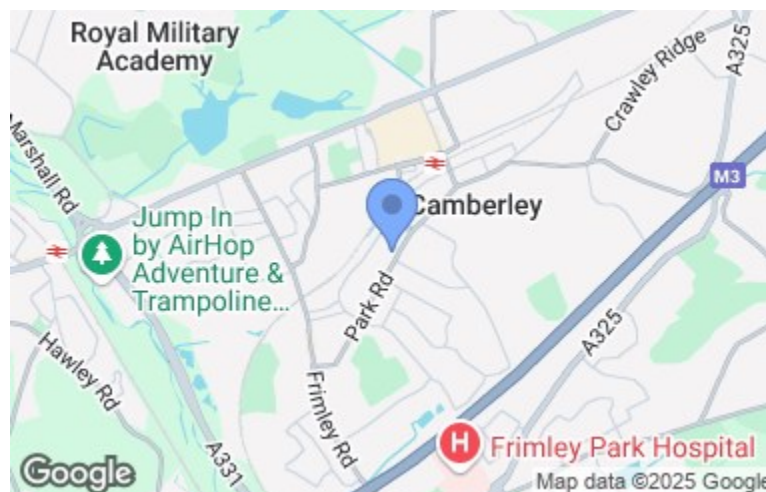 Royal Military
Academy
Marshall Rd
Crawley Ridge
A325
M3
Camberley
Jump In
by AirHop
Adventure &
Trampoline...
Park Rd
A325
Hawley Rd
Frimley Rd
A331
H
Frimley Park Hospital
Google
Map data ©2025 Google